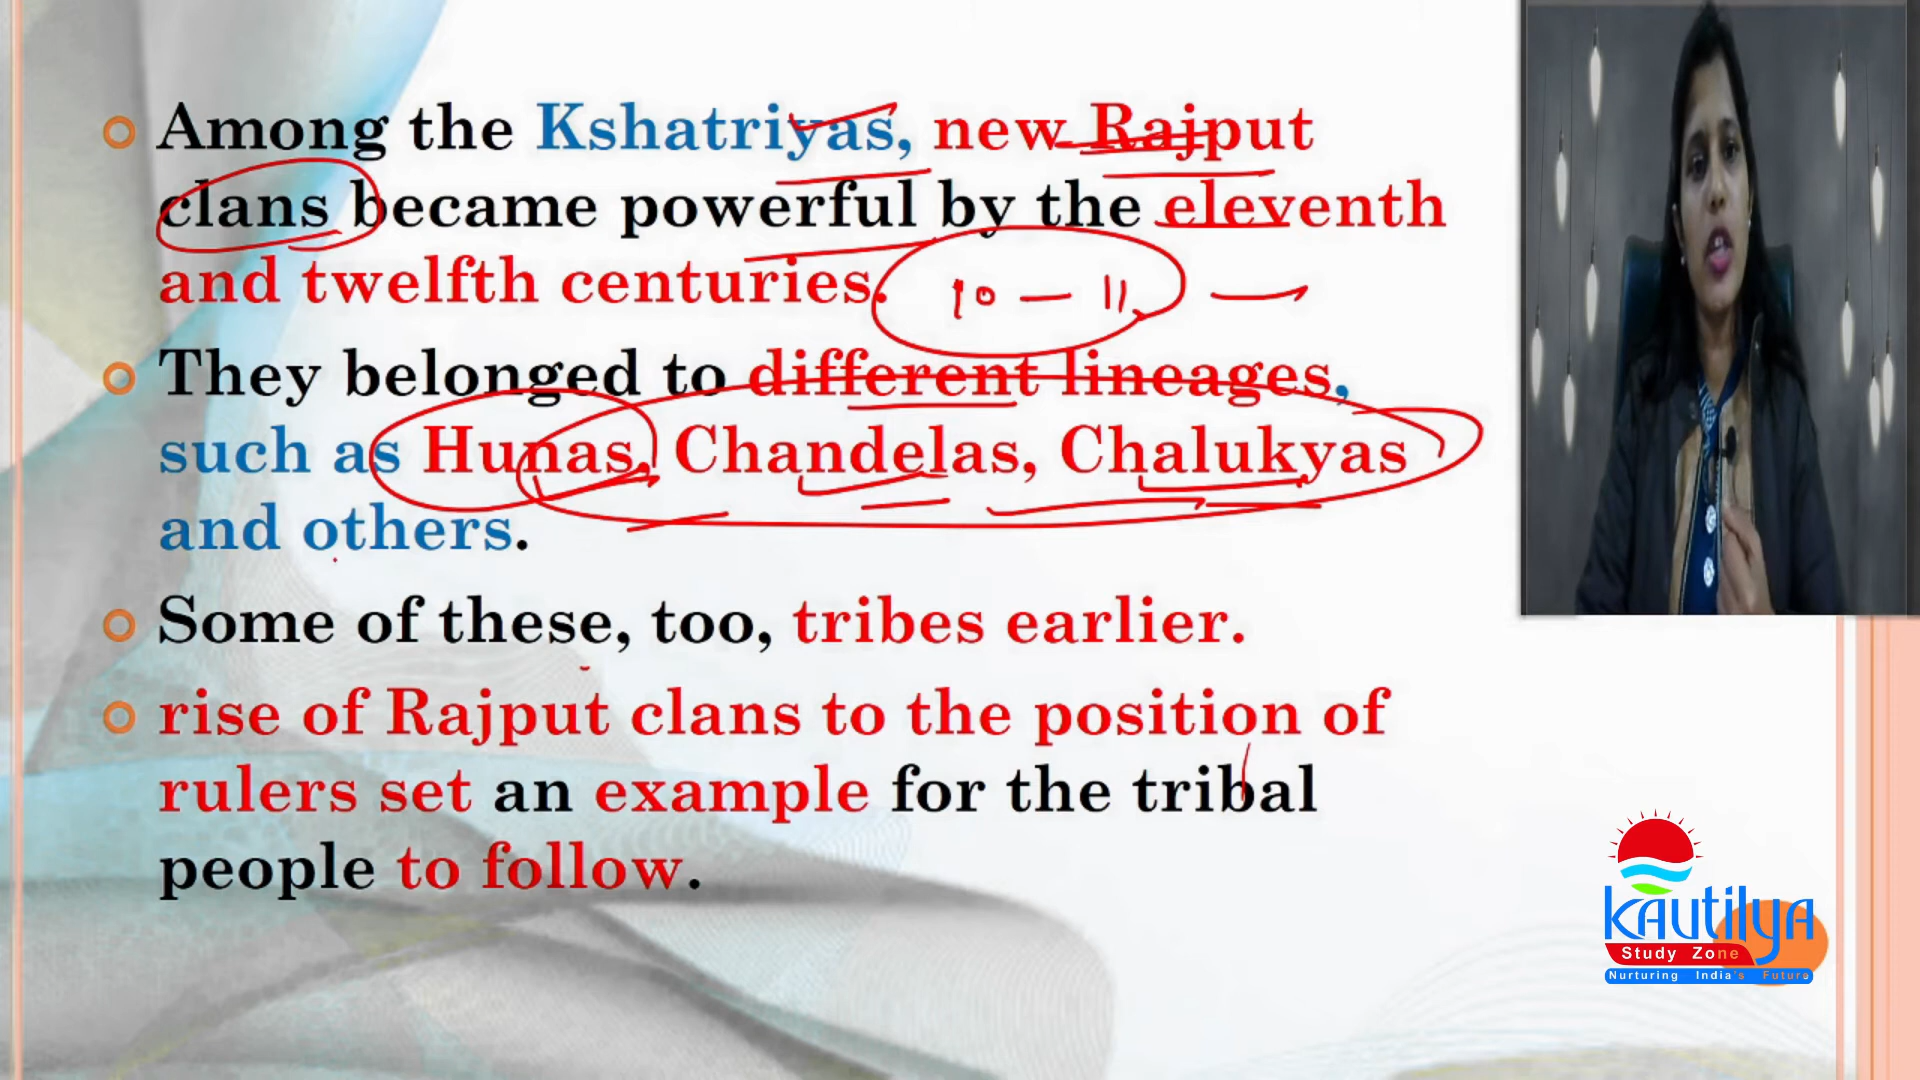 Among the Kshatriyas, new Rajput
clans became powerful by the eleventh
and twelfth centuries.
10 — 11
They belonged to different lineages,
such as Hunas, Chandelas, Chalukyas
and others.
Some of these, too, tribes earlier.
rise of Rajput clans to the position of
rulers set an example for the tribal
people to follow.
Kautilya
Study Zone
Nurturing India's Future